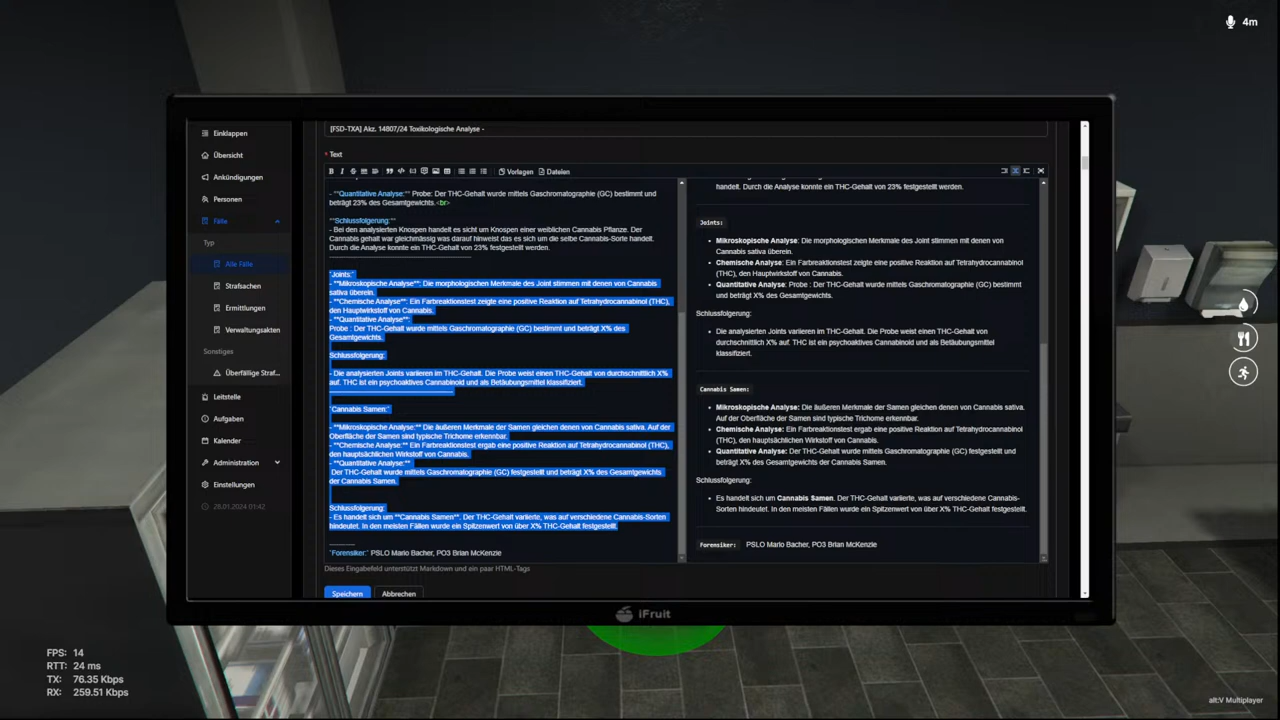 4m
Einklappen
Übersicht
Ankündigungen
Personen
Fälle
Typ
Alle Fälle
Strafsachen
Ermittlungen
Verwaltungsakten
Sonstiges
Überfällige Straf...
Leitstelle
Aufgaben
Kalender
Administration
Einstellungen
28.01.2024 01:42
[FSD-TXA] Akz. 14807/24 Toxikologische Analyse -
* Text
Vorlagen
Dateien
- **Quantitative Analyse:** Probe: Der THC-Gehalt wurde mittels Gaschromatographie (GC) bestimmt und
beträgt 23% des Gesamtgewichts.<br>
**Schlussfolgerung:**
- Bei den analysierten Knospen handelt es sicht um Knospen einer weiblichen Cannabis Pflanze. Der
Cannabis gehalt war gleichmässig was darauf hinweist das es sich um die selbe Cannabis-Sorte handelt.
Durch die Analyse konnte ein THC-Gehalt von 23% festgestellt werden.
`Joints:`
- **Mikroskopische Analyse**: Die morphologischen Merkmale des Joint stimmen mit denen von Cannabis
sativa überein.
- **Chemische Analyse**: Ein Farbreaktionstest zeigte eine positive Reaktion auf Tetrahydrocannabinol (THC),
den Hauptwirkstoff von Cannabis.
- **Quantitative Analyse**:
Probe : Der THC-Gehalt wurde mittels Gaschromatographie (GC) bestimmt und beträgt X% des
Gesamtgewichts.
Schlussfolgerung:
- Die analysierten Joints variieren im THC-Gehalt. Die Probe weist einen THC-Gehalt von durchschnittlich X%
auf. THC ist ein psychoaktives Cannabinoid und als Betäubungsmittel klassifiziert.
`Cannabis Samen:`
- **Mikroskopische Analyse:** Die äußeren Merkmale der Samen gleichen denen von Cannabis sativa. Auf der
Oberfläche der Samen sind typische Trichome erkennbar.
- **Chemische Analyse:** Ein Farbreaktionstest ergab eine positive Reaktion auf Tetrahydrocannabinol (THC),
den hauptsächlichen Wirkstoff von Cannabis.
- **Quantitative Analyse:**
Der THC-Gehalt wurde mittels Gaschromatographie (GC) festgestellt und beträgt X% des Gesamtgewichts
der Cannabis Samen.
Schlussfolgerung:
- Es handelt sich um **Cannabis Samen**. Der THC-Gehalt variierte, was auf verschiedene Cannabis-Sorten
hindeutet. In den meisten Fällen wurde ein Spitzenwert von über X% THC-Gehalt festgestellt.
`Forensiker:` PSLO Mario Bacher, PO3 Brian McKenzie
handelt. Durch die Analyse konnte ein THC-Gehalt von 23% festgestellt werden.
Joints:
• Mikroskopische Analyse: Die morphologischen Merkmale des Joint stimmen mit denen von
Cannabis sativa überein.
• Chemische Analyse: Ein Farbreaktionstest zeigte eine positive Reaktion auf Tetrahydrocannabinol
(THC), den Hauptwirkstoff von Cannabis.
• Quantitative Analyse: Probe : Der THC-Gehalt wurde mittels Gaschromatographie (GC) bestimmt
und beträgt X% des Gesamtgewichts.
Schlussfolgerung:
• Die analysierten Joints variieren im THC-Gehalt. Die Probe weist einen THC-Gehalt von
durchschnittlich X% auf. THC ist ein psychoaktives Cannabinoid und als Betäubungsmittel
klassifiziert.
Cannabis Samen:
• Mikroskopische Analyse: Die äußeren Merkmale der Samen gleichen denen von Cannabis sativa.
Auf der Oberfläche der Samen sind typische Trichome erkennbar.
• Chemische Analyse: Ein Farbreaktionstest ergab eine positive Reaktion auf Tetrahydrocannabinol
(THC), den hauptsächlichen Wirkstoff von Cannabis.
• Quantitative Analyse: Der THC-Gehalt wurde mittels Gaschromatographie (GC) festgestellt und
beträgt X% des Gesamtgewichts der Cannabis Samen.
Schlussfolgerung:
• Es handelt sich um Cannabis Samen. Der THC-Gehalt variierte, was auf verschiedene Cannabis-
Sorten hindeutet. In den meisten Fällen wurde ein Spitzenwert von über X% THC-Gehalt festgestellt.
Forensiker: PSLO Mario Bacher, PO3 Brian McKenzie
Dieses Eingabefeld unterstützt Markdown und ein paar HTML-Tags
Speichern
Abbrechen
iFruit
FPS: 14
RTT: 24 ms
TX: 76.35 Kbps
RX: 259.51 Kbps
alt:V Multiplayer